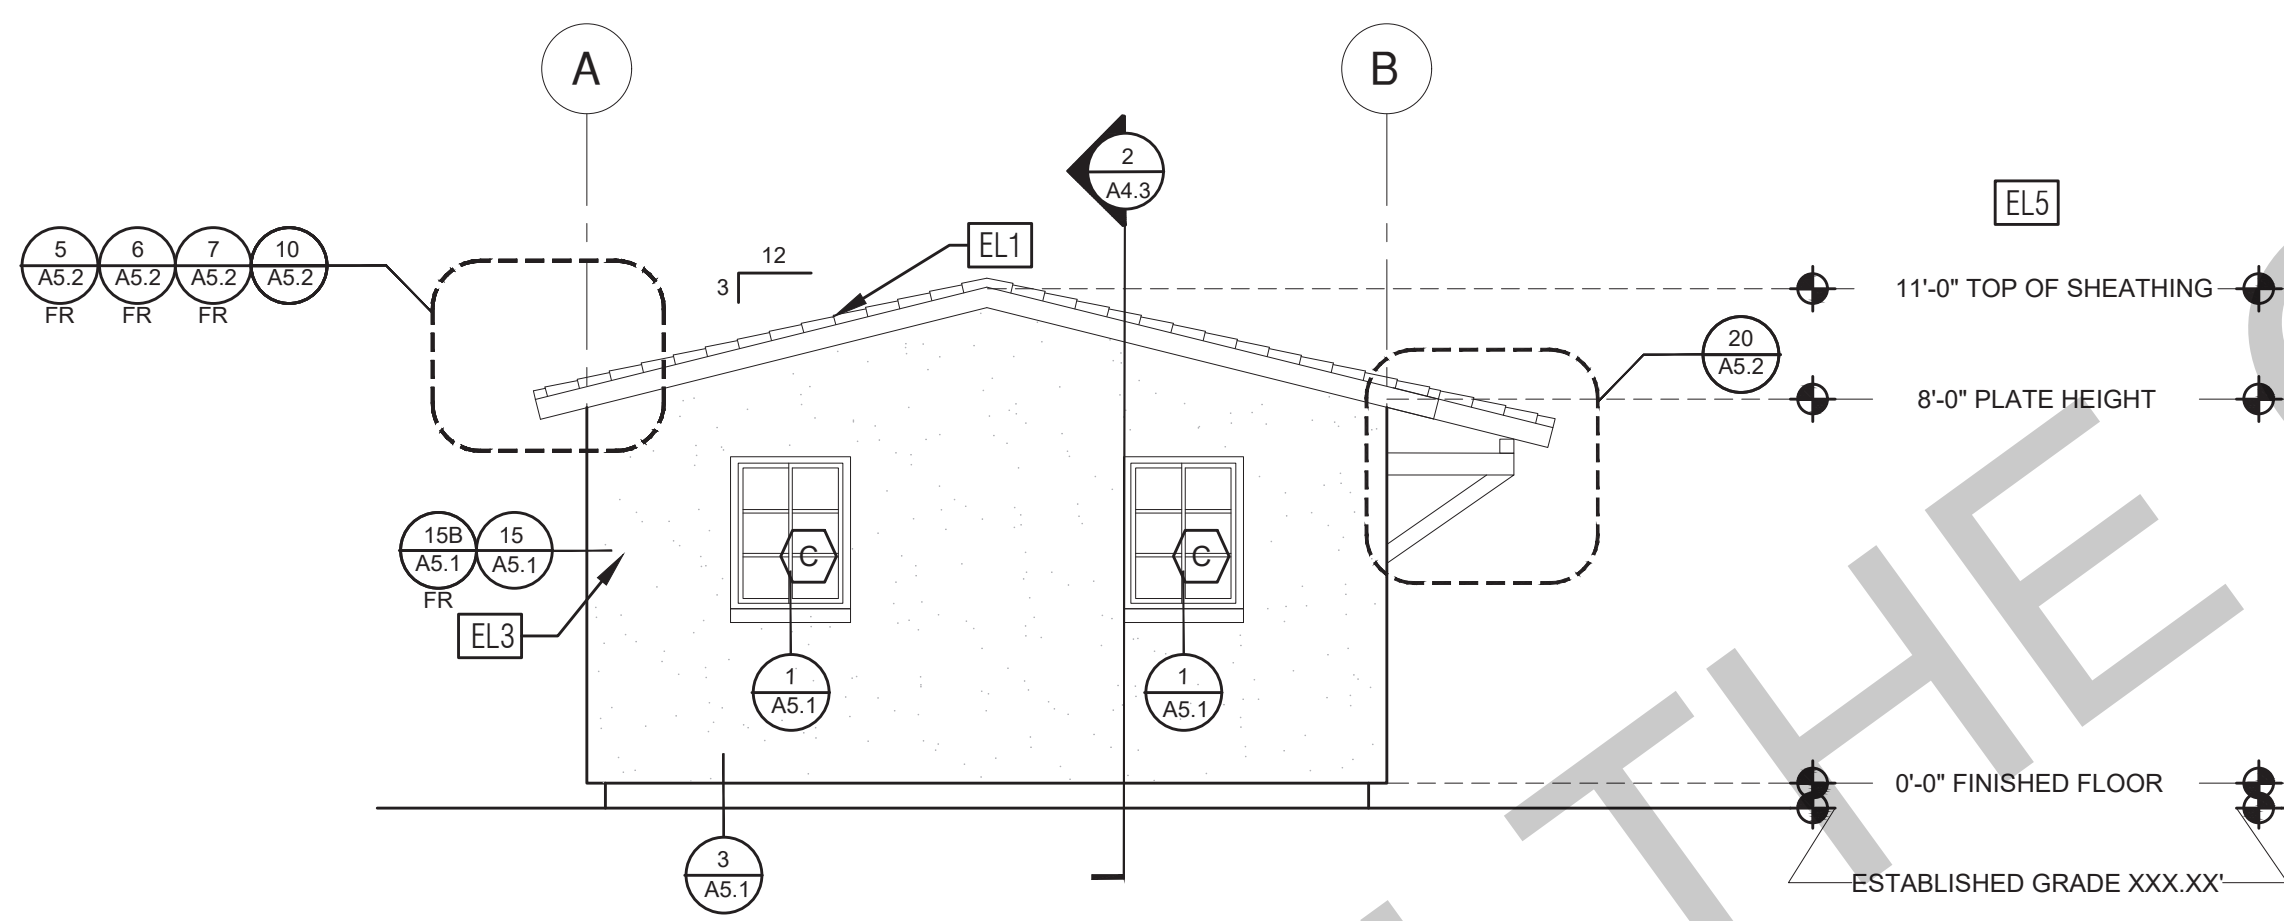 A
B
2
A4.3
EL5
5
A5.2
FR
6
A5.2
FR
7
A5.2
FR
10
A5.2
12
3
EL1
11'-0" TOP OF SHEATHING
20
A5.2
8'-0" PLATE HEIGHT
15B
A5.1
FR
15
A5.1
C
C
EL3
1
A5.1
1
A5.1
0'-0" FINISHED FLOOR
3
A5.1
ESTABLISHED GRADE XXX.XX'
THE